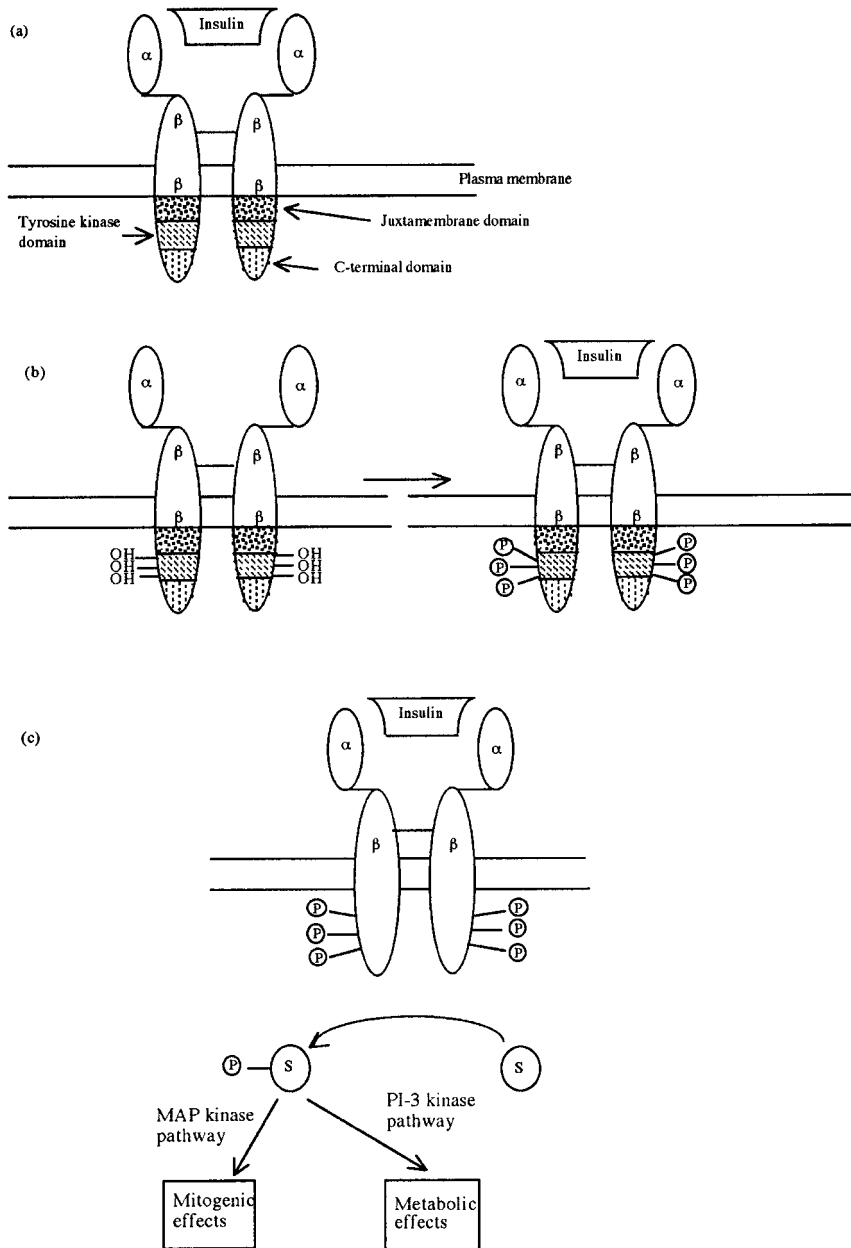 (a)
Insulin
α
α
β
β
Plasma membrane
β
β
Tyrosine kinase
domain
Juxtamembrane domain
C-terminal domain
(b)
Insulin
α
α
α
α
β
β
β
β
β
β
β
β
OH
OH
OH
OH
OH
OH
P
P
P
P
P
P
(c)
Insulin
α
α
β
β
P
P
P
P
P
P
P
S
S
MAP kinase
pathway
PI-3 kinase
pathway
Mitogenic
effects
Metabolic
effects